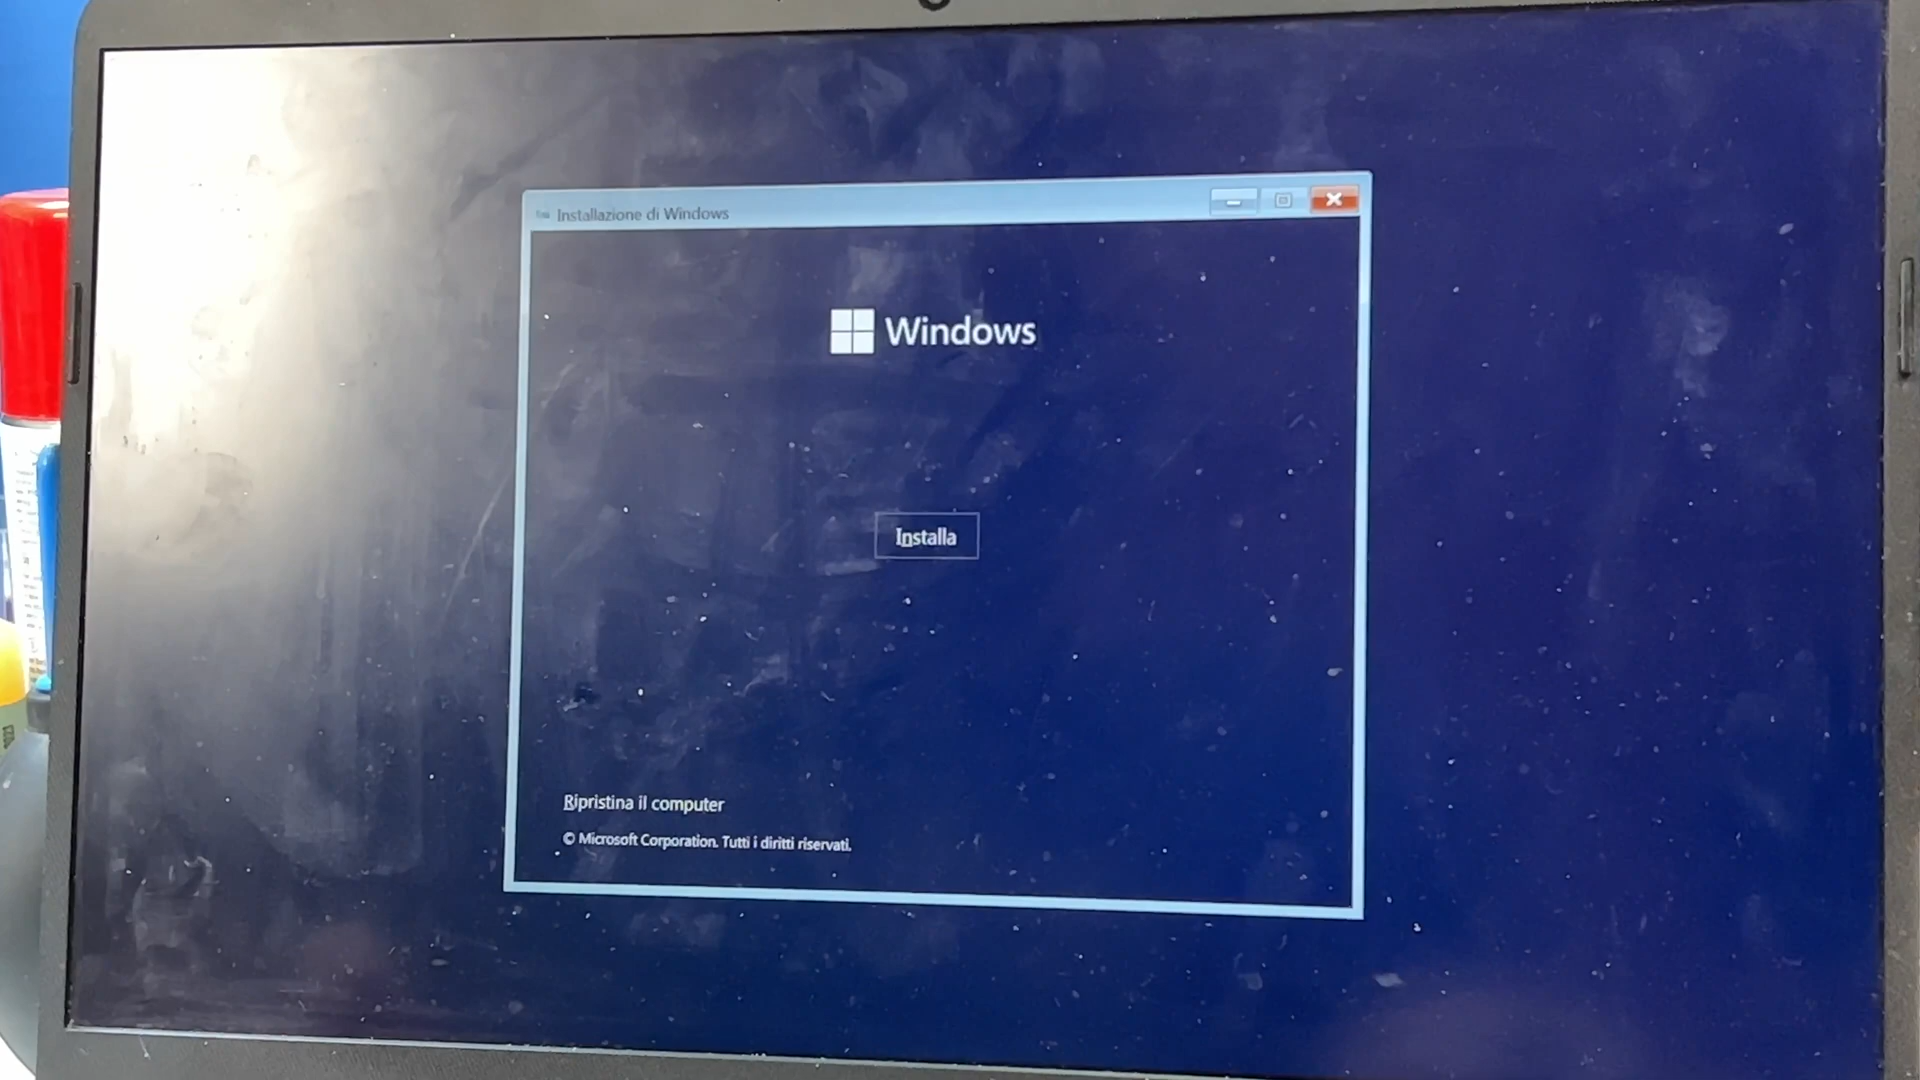 Installazione di Windows
Windows
Installa
Ripristina il computer
© Microsoft Corporation. Tutti i diritti riservati.